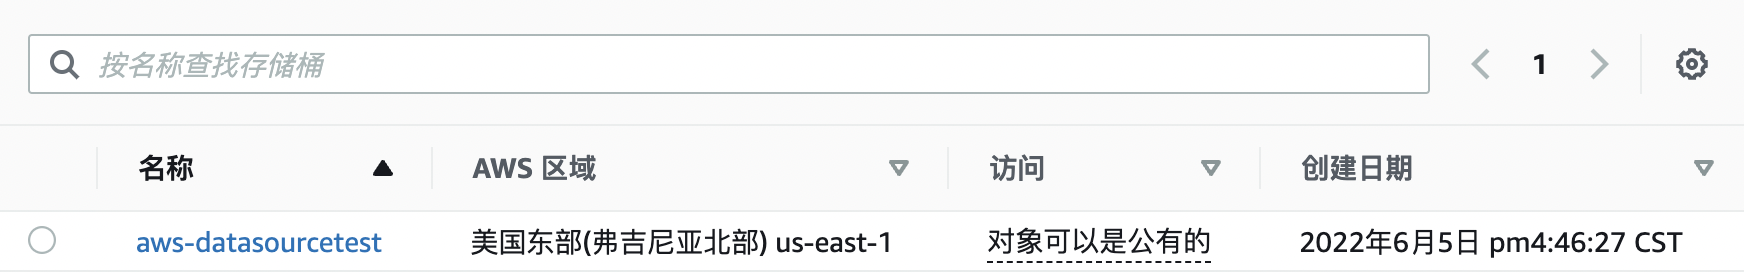 按名称查找存储桶
1
名称 AWS 区域 访问 创建日期
aws-datasourcetest 美国东部(弗吉尼亚北部) us-east-1 对象可以是公有的 2022年6月5日 pm4:46:27 CST